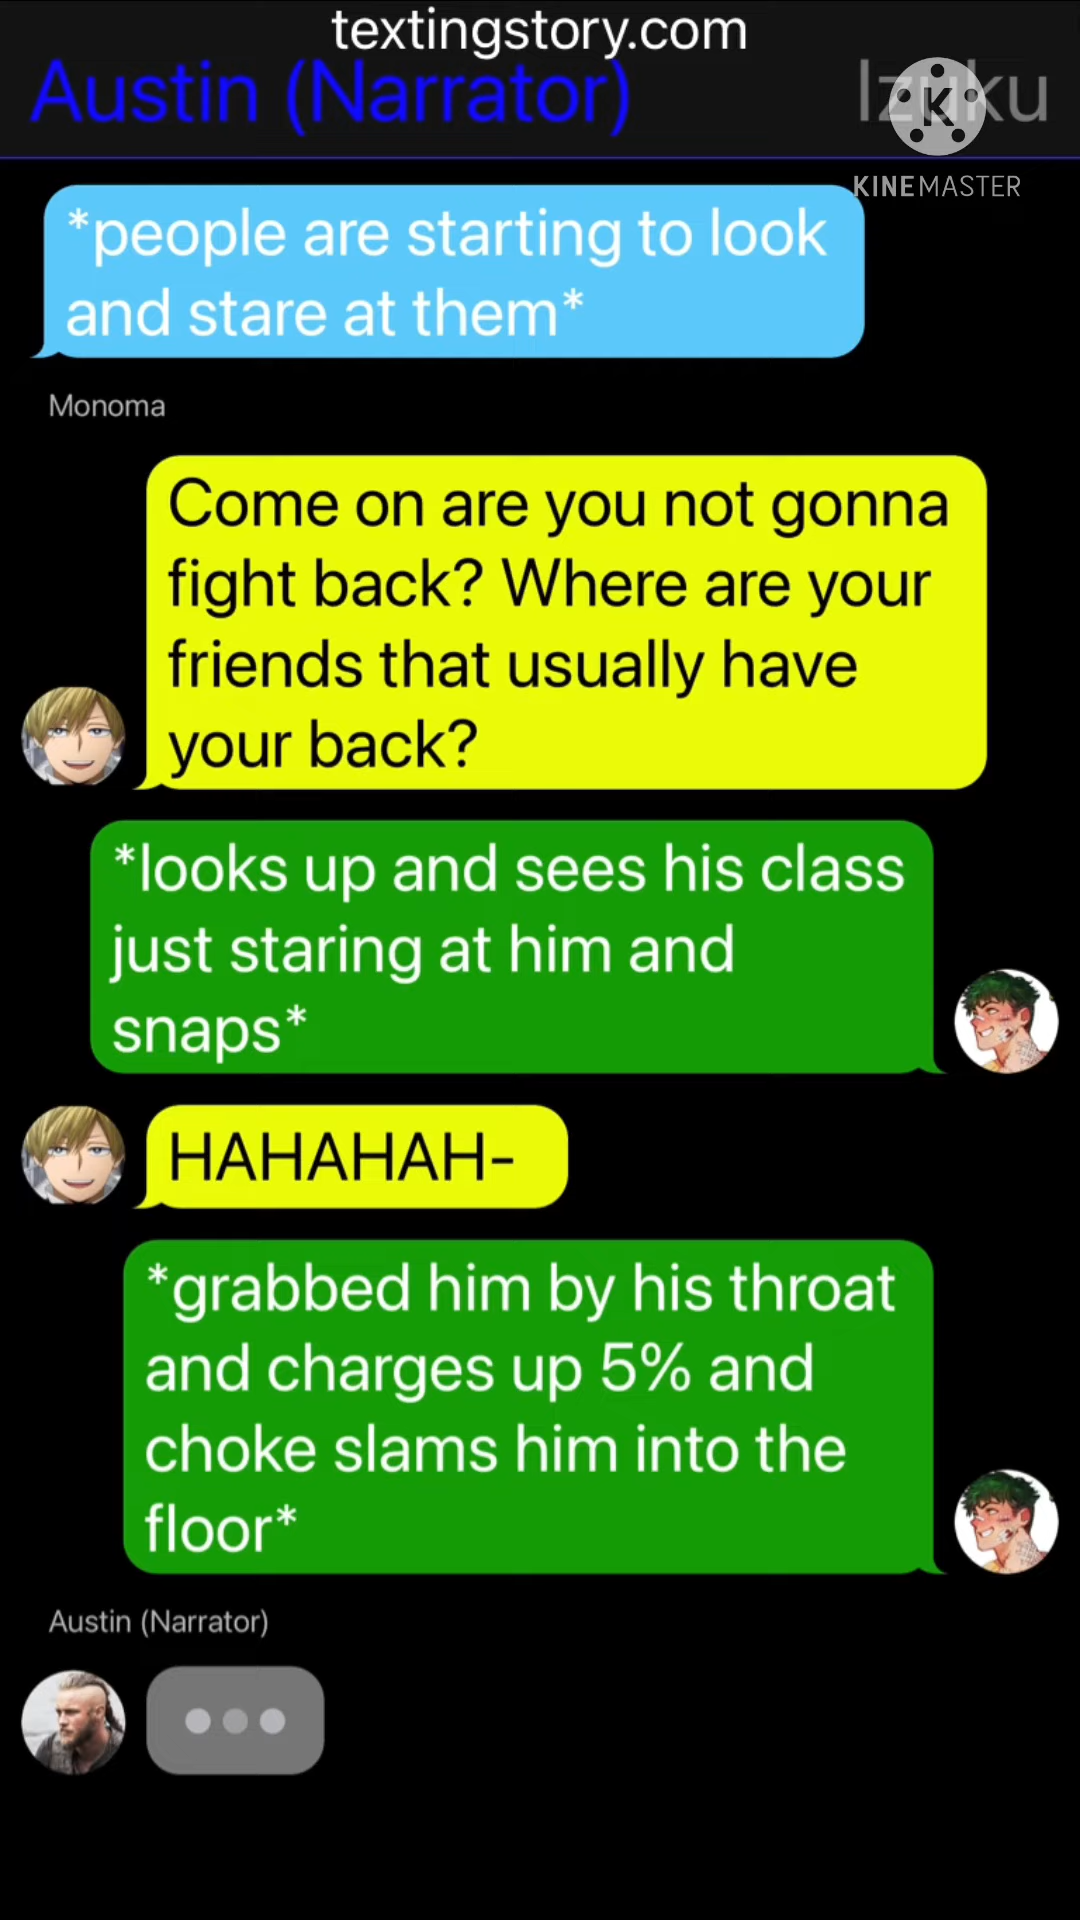 textingstory.com
Austin (Narrator)
Izuku
K
KINEMASTER
*people are starting to look
and stare at them*
Monoma
Come on are you not gonna
fight back? Where are your
friends that usually have
your back?
*looks up and sees his class
just staring at him and
snaps*
HAHAHAH-
*grabbed him by his throat
and charges up 5% and
choke slams him into the
floor*
Austin (Narrator)